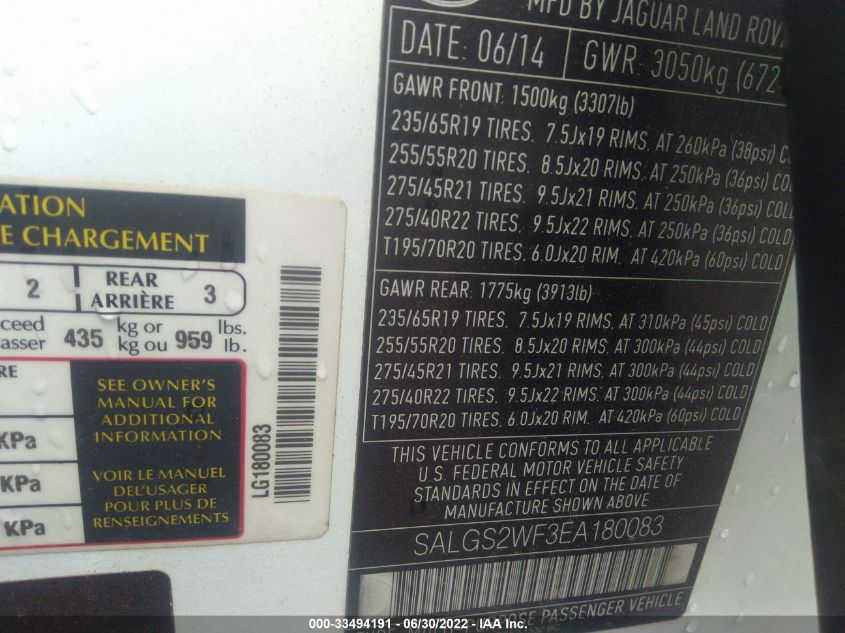 ATION
E CHARGEMENT
2
REAR
ARRIÈRE
3
435 kg or 959 lbs.
kg ou lb.
SEE OWNER'S
MANUAL FOR
ADDITIONAL
INFORMATION
KPa
KPa
KPa
VOIR LE MANUEL
DEL'USAGER
POUR PLUS DE
RENSEIGNEMENTS
LG180083
MFD BY JAGUAR LAND
DATE: 06/14
GWR: 3050kg
GAWR FRONT: 1500kg (3307lb)
235/65R19 TIRES. 7.5Jx19 RIMS. AT 260kPa (38psi)
255/55R20 TIRES. 8.5Jx20 RIMS. AT 250kPa (36psi)
275/45R21 TIRES. 9.5Jx21 RIMS. AT 250kPa (36psi)
275/40R22 TIRES. 9.5Jx22 RIMS. AT 250kPa (36psi) COLD
T195/70R20 TIRES. 6.0Jx20 RIM. AT 420kPa (60psi) COLD
GAWR REAR: 1775kg (3913lb)
235/65R19 TIRES. 7.5Jx19 RIMS. AT 310kPa (45psi) COLD
255/55R20 TIRES. 8.5Jx20 RIMS. AT 300kPa (44psi) COLD
275/45R21 TIRES. 9.5Jx21 RIMS. AT 300kPa (44psi) COLD
275/40R22 TIRES. 9.5Jx22 RIMS. AT 300kPa (44psi) COLD
T195/70R20 TIRES. 6.0Jx20 RIM. AT 420kPa (60psi) COLD
THIS VEHICLE CONFORMS TO ALL APPLICABLE
U.S. FEDERAL MOTOR VEHICLE SAFETY
STANDARDS IN EFFECT ON THE DATE OF
MANUFACTURE SHOWN ABOVE
SALGS2WF3EA180083
PASSENGER VEHICLE
000-33494191 - 06/30/2022 - IAA Inc.